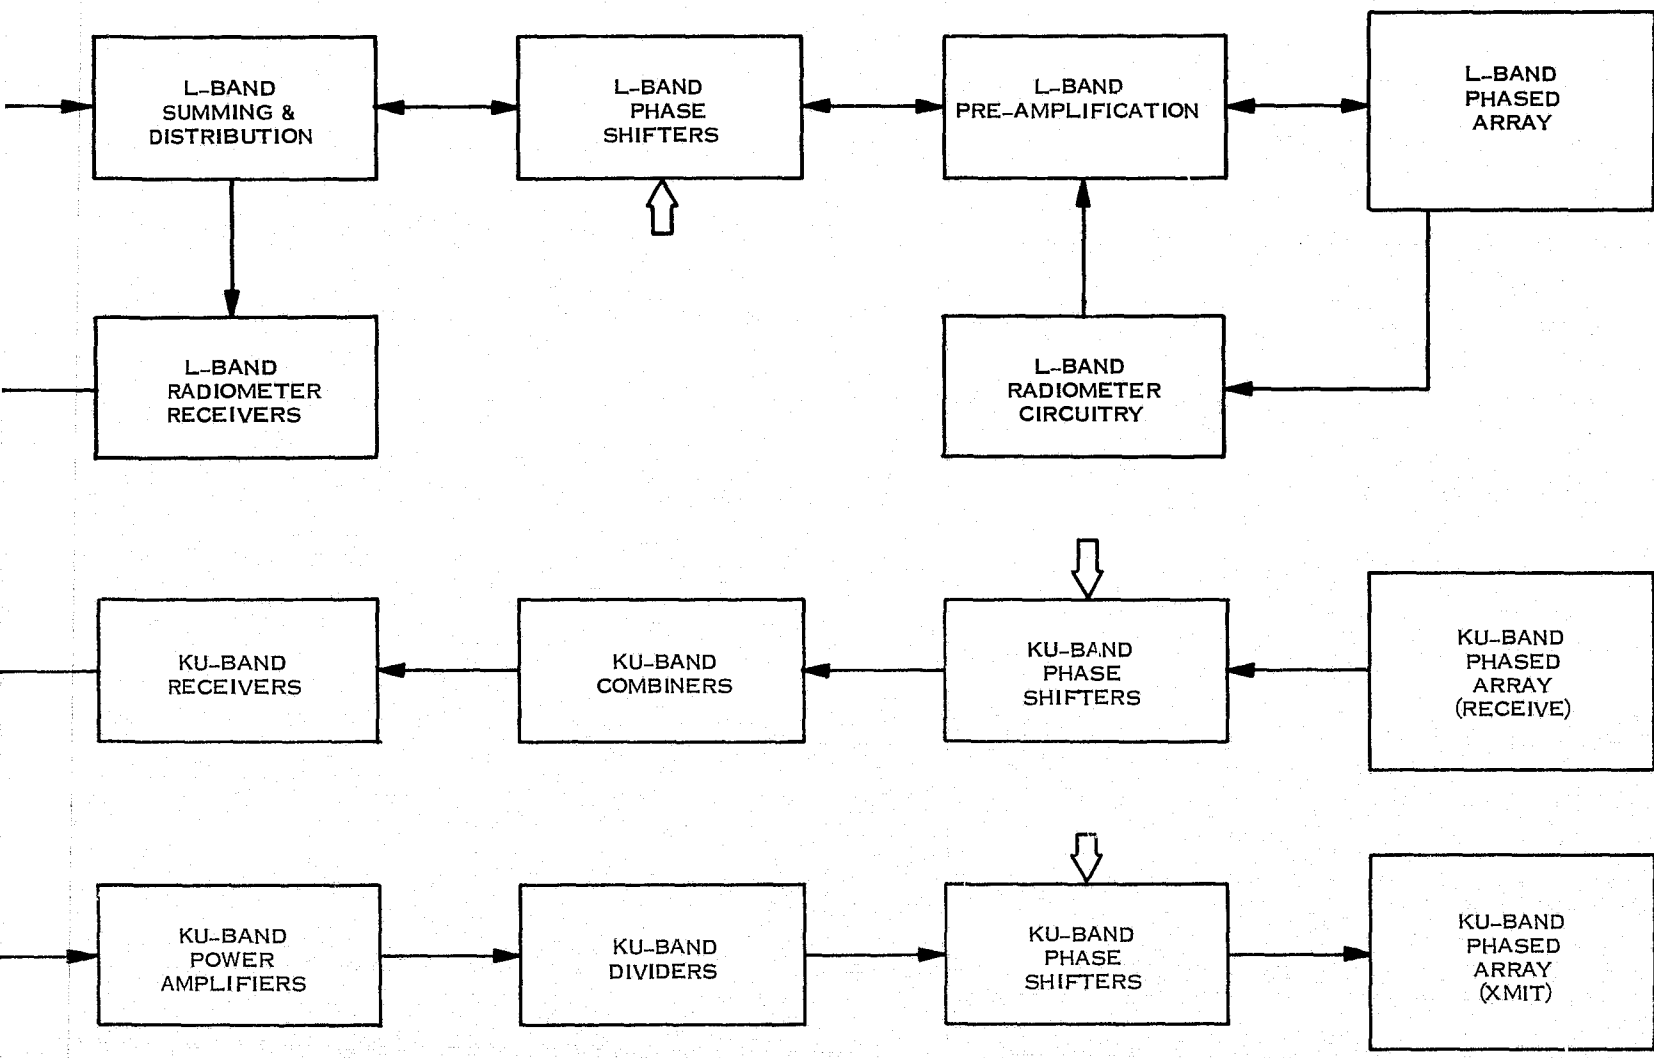 L-BAND
SUMMING &
DISTRIBUTION
L-BAND
PHASE
SHIFTERS
L-BAND
PRE-AMPLIFICATION
L-BAND
PHASED
ARRAY
L-BAND
RADIOMETER
RECEIVERS
L-BAND
RADIOMETER
CIRCUITRY
KU-BAND
RECEIVERS
KU-BAND
COMBINERS
KU-BAND
PHASE
SHIFTERS
KU-BAND
PHASED
ARRAY
(RECEIVE)
KU-BAND
POWER
AMPLIFIERS
KU-BAND
DIVIDERS
KU-BAND
PHASE
SHIFTERS
KU-BAND
PHASED
ARRAY
(XMIT)